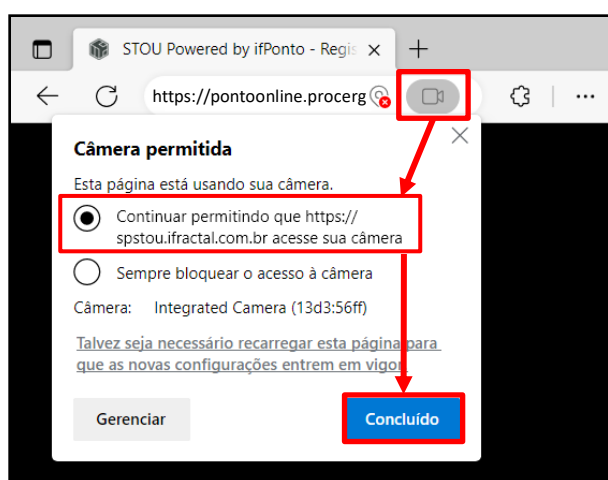 STOU Powered by ifPonto - Regis
https://pontoonline.procerg
Câmera permitida
Esta página está usando sua câmera.
Continuar permitindo que https://
spstou.ifractal.com.br acesse sua câmera
Sempre bloquear o acesso à câmera
Câmera: Integrated Camera (13d3:56ff)
Talvez seja necessário recarregar esta página para
que as novas configurações entrem em vigor.
Gerenciar Concluído